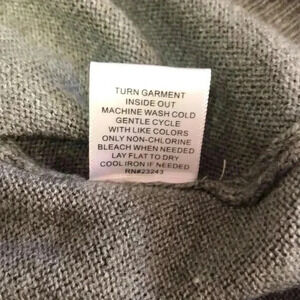 TURN GARMENT
INSIDE OUT
MACHINE WASH COLD
GENTLE CYCLE
WITH LIKE COLORS
ONLY NON-CHLORINE
BLEACH WHEN NEEDED
LAY FLAT TO DRY
COOL IRON IF NEEDED
RN#23243